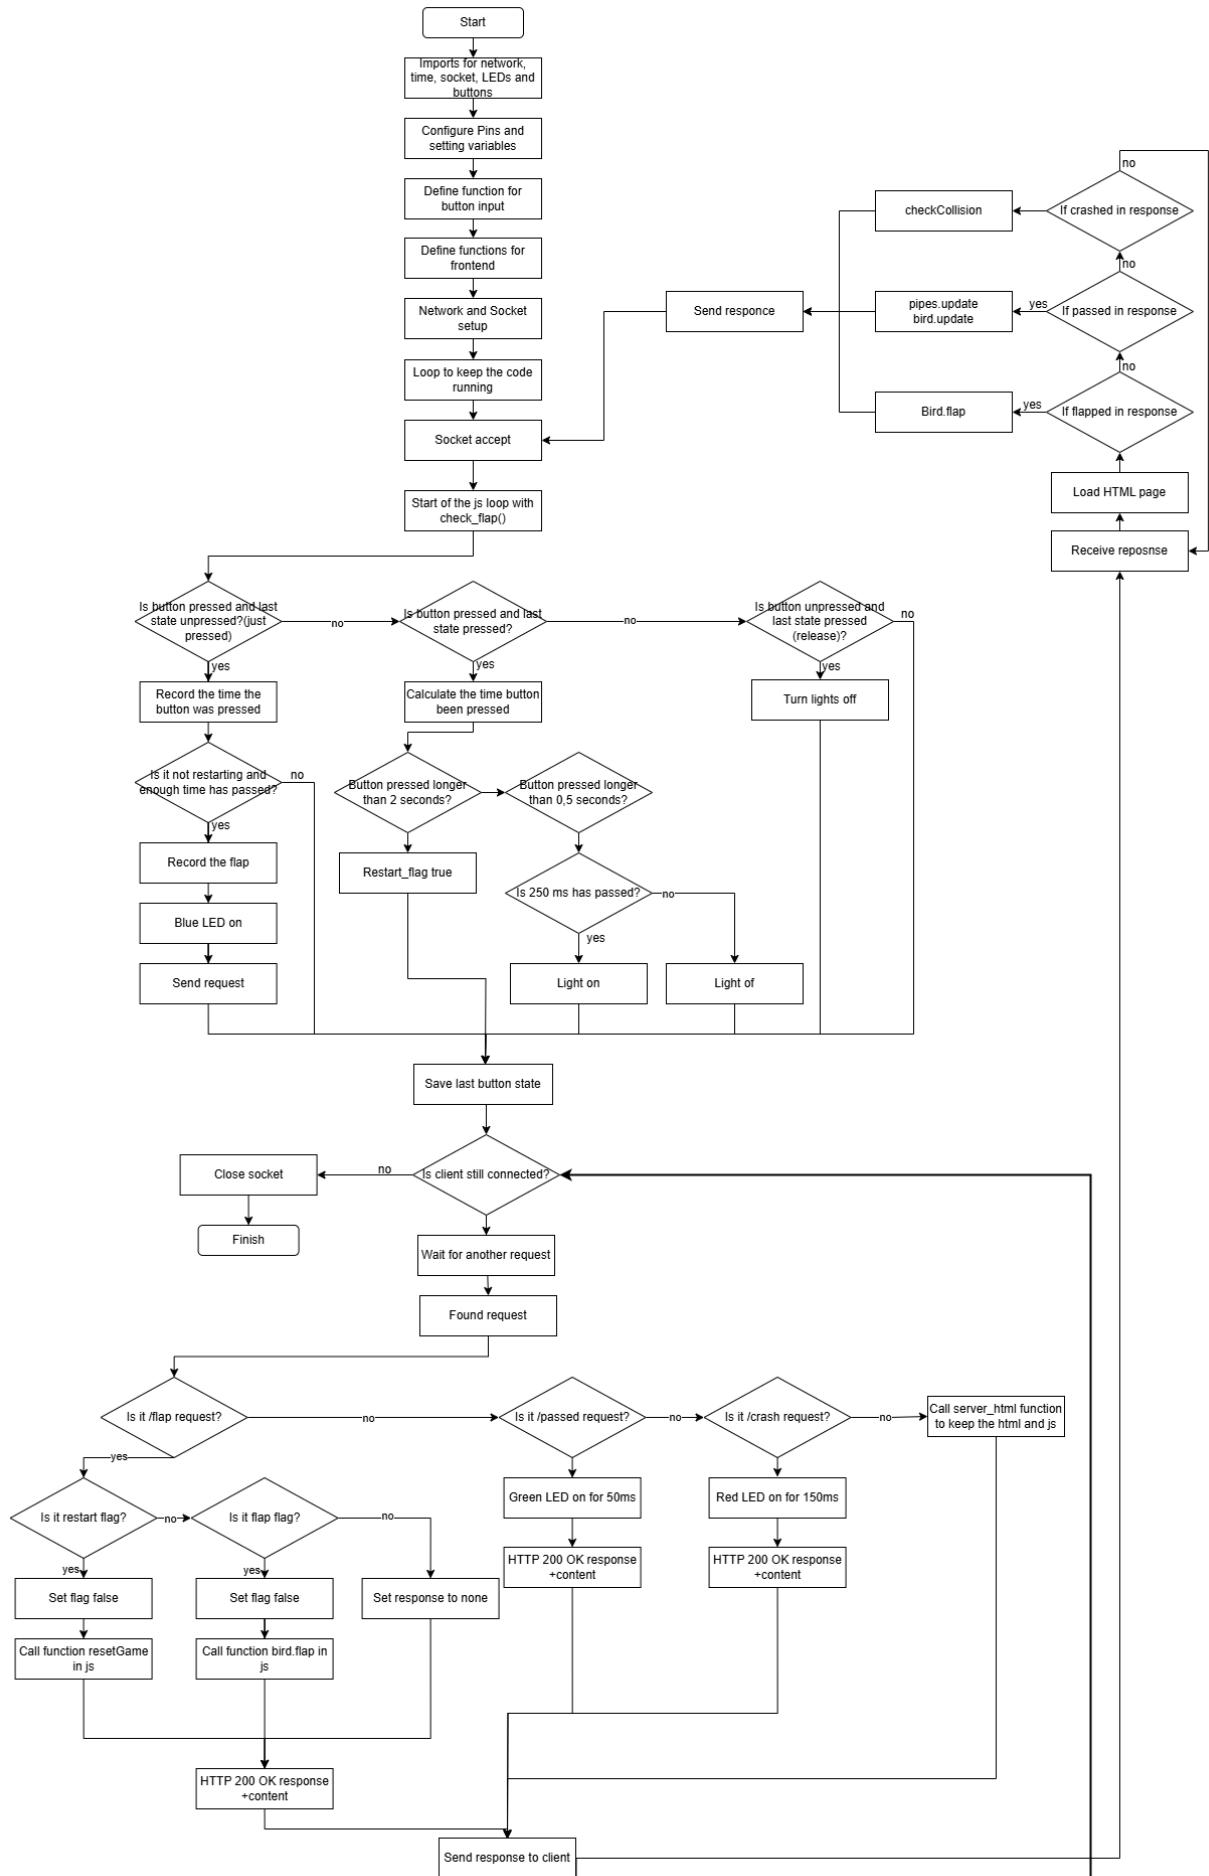 Start
Imports for network,
time, socket, LEDs and
buttons
Configure Pins and
setting variables
Define function for
button input
Define functions for
frontend
Network and Socket
setup
Loop to keep the code
running
Socket accept
Start of the js loop with
check_flap()
no
If crashed in response
checkCollision
no
If passed in response
yes
pipes.update
bird.update
Send responce
no
If flapped in response
yes
Bird.flap
Load HTML page
Receive reposnse
Is button pressed and last
state unpressed?(just
pressed)
no
Is button pressed and last
state pressed?
no
Is button unpressed and
last state pressed
(release)?
no
yes
yes
yes
Record the time the
button was pressed
Calculate the time button
been pressed
Turn lights off
Is it not restarting and
enough time has passed?
no
Button pressed longer
than 2 seconds?
Button pressed longer
than 0,5 seconds?
yes
Record the flap
Restart_flag true
Is 250 ms has passed?
no
Blue LED on
yes
Send request
Light on
Light of
Save last button state
Is client still connected?
no
Close socket
Finish
Wait for another request
Found request
Is it /flap request?
no
Is it /passed request?
no
Is it /crash request?
no
Call server_html function
to keep the html and js
yes
Is it restart flag?
no
Is it flap flag?
no
Green LED on for 50ms
Red LED on for 150ms
HTTP 200 OK response
+content
HTTP 200 OK response
+content
yes
yes
Set flag false
Set flag false
Set response to none
Call function resetGame
in js
Call function bird.flap in
js
HTTP 200 OK response
+content
Send response to client